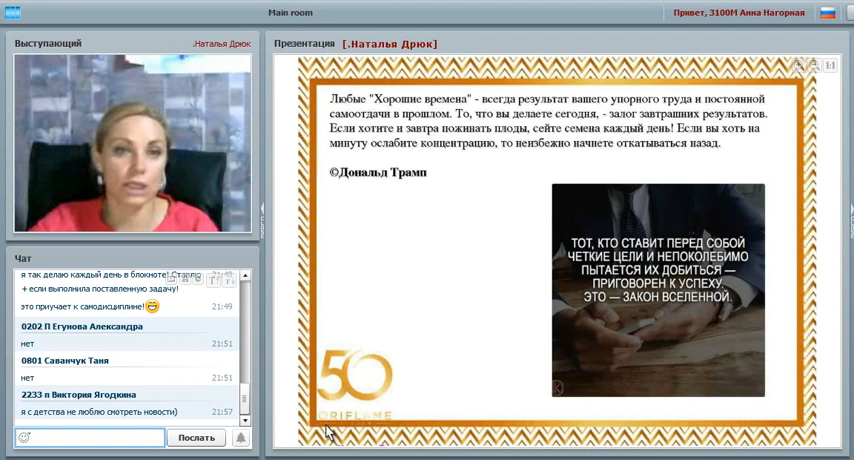 Main room
Привет, 3100M Анна Нагорная
Выступающий
.Наталья Дрюк
Презентация [.Наталья Дрюк]
1:1
Любые "Хорошие времена" - всегда результат вашего упорного труда и постоянной
самоотдачи в прошлом. То, что вы делаете сегодня, - залог завтрашних результатов.
Если хотите и завтра пожинать плоды, сейте семена каждый день! Если вы хоть на
минуту ослабите концентрацию, то неизбежно начнете откатываться назад.
©Дональд Трамп
ТОТ, КТО СТАВИТ ПЕРЕД СОБОЙ
ЧЕТКИЕ ЦЕЛИ И НЕПОКОЛЕБИМО
ПЫТАЕТСЯ ИХ ДОБИТЬСЯ —
ПРИГОВОРЕН К УСПЕХУ.
ЭТО — ЗАКОН ВСЕЛЕННОЙ.
50
ORIFLAME
Чат
я так делаю каждый день в блокноте! Ставлю
+ если выполнила поставленную задачу!
это приучает к самодисциплине! 21:49
0202 П Егунова Александра
нет 21:51
0801 Саванчук Таня
нет 21:51
2233 п Виктория Ягодкина
я с детства не люблю смотреть новости) 21:57
Послать